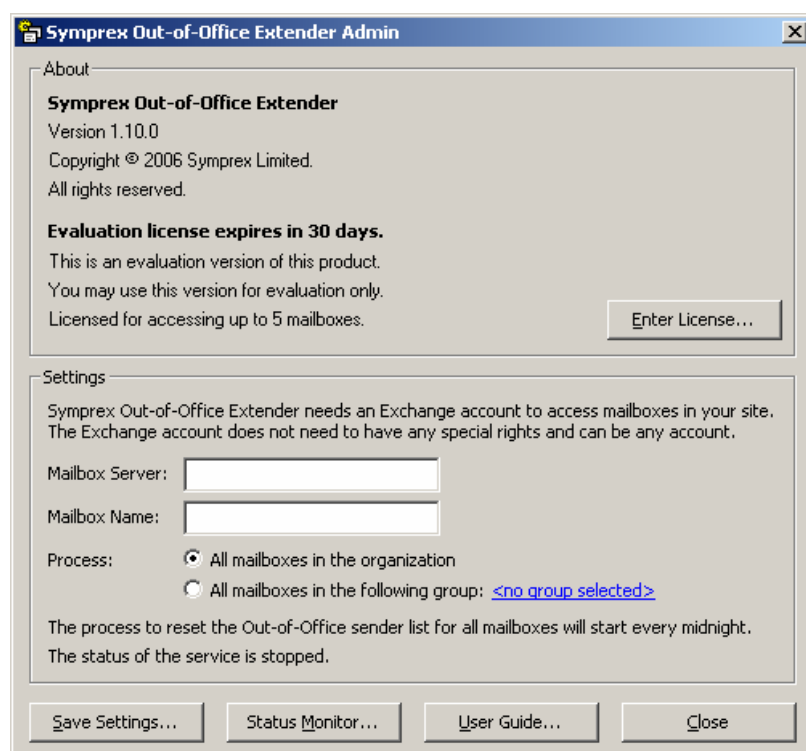 Symprex Out-of-Office Extender Admin
About
Symprex Out-of-Office Extender
Version 1.10.0
Copyright © 2006 Symprex Limited.
All rights reserved.
Evaluation license expires in 30 days.
This is an evaluation version of this product.
You may use this version for evaluation only.
Licensed for accessing up to 5 mailboxes.
Enter License...
Settings
Symprex Out-of-Office Extender needs an Exchange account to access mailboxes in your site.
The Exchange account does not need to have any special rights and can be any account.
Mailbox Server:
Mailbox Name:
Process:
All mailboxes in the organization
All mailboxes in the following group: <no group selected>
The process to reset the Out-of-Office sender list for all mailboxes will start every midnight.
The status of the service is stopped.
Save Settings... Status Monitor... User Guide... Close